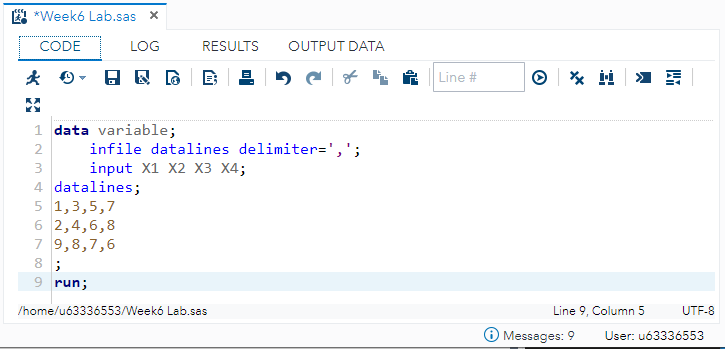 *Week6 Lab.sas ×
CODE LOG RESULTS OUTPUT DATA
Line #
1 data variable;
2     infile datalines delimiter=',';
3     input X1 X2 X3 X4;
4 datalines;
5 1,3,5,7
6 2,4,6,8
7 9,8,7,6
8 ;
9 run;
/home/u63336553/Week6 Lab.sas Line 9, Column 5 UTF-8
Messages: 9 User: u63336553